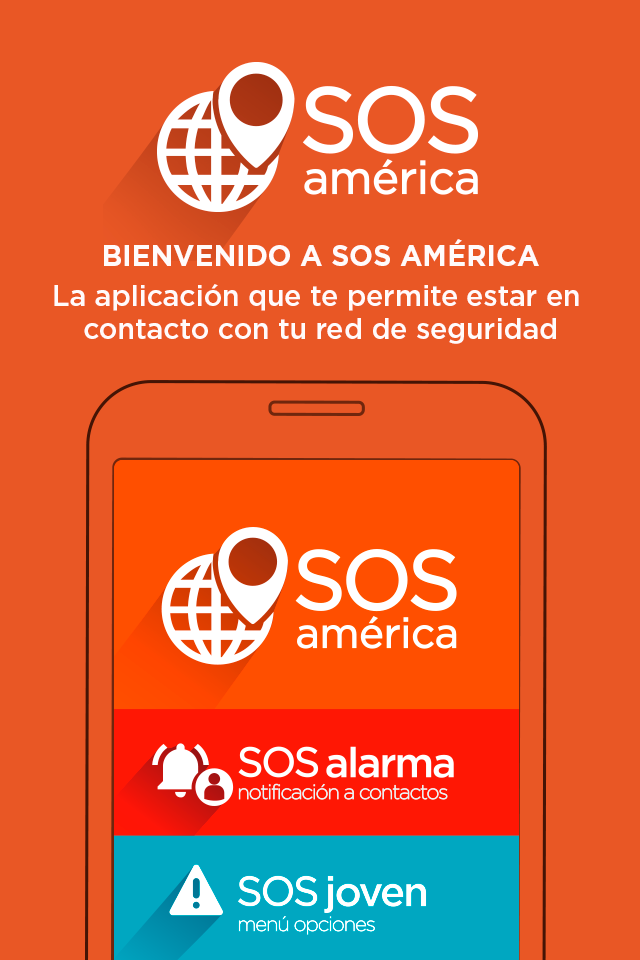 SOS
américa
BIENVENIDO A SOS AMÉRICA
La aplicación que te permite estar en
contacto con tu red de seguridad
SOS
américa
SOS alarma
notificación a contactos
SOS joven
menú opciones